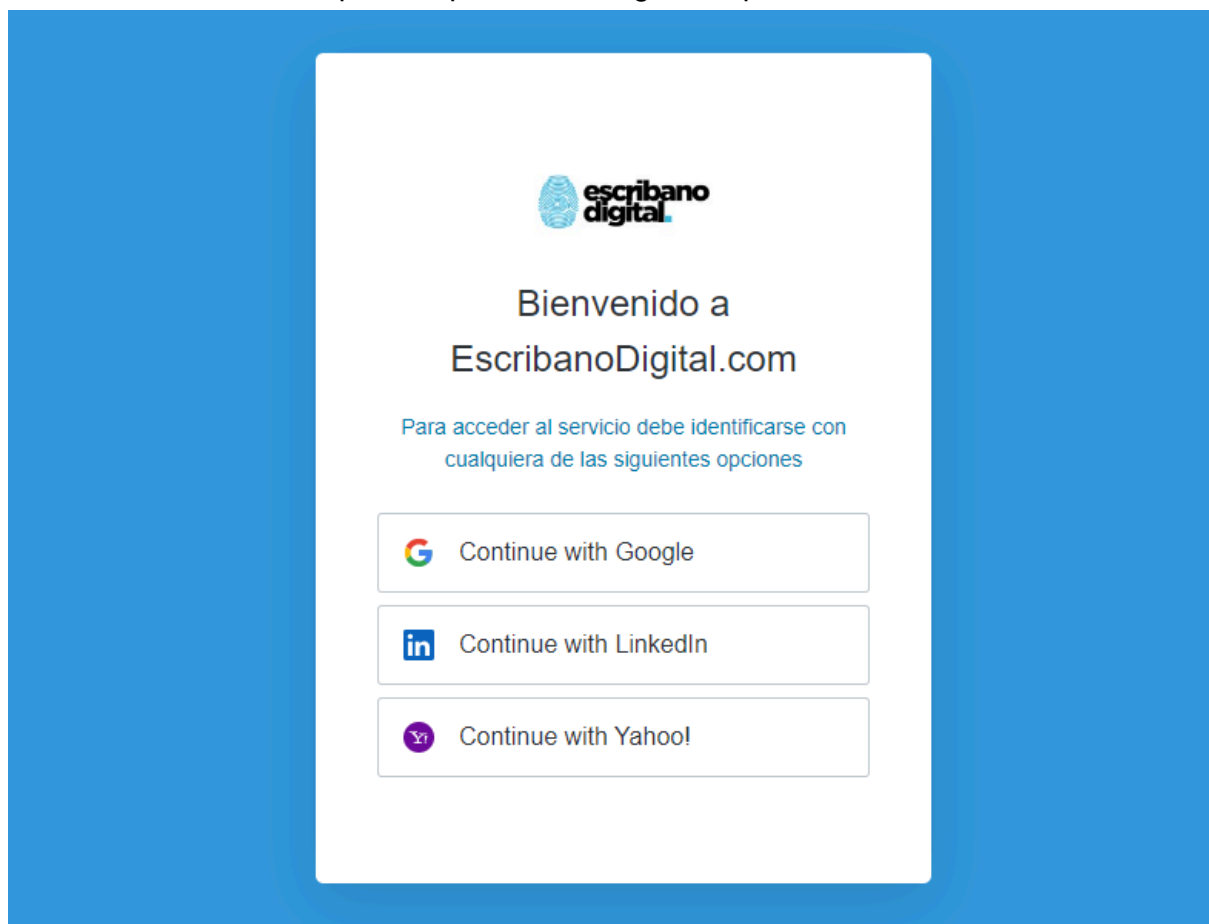 escribano
digital.
Bienvenido a
EscribanoDigital.com
Para acceder al servicio debe identificarse con
cualquiera de las siguientes opciones
Continue with Google
Continue with LinkedIn
Continue with Yahoo!